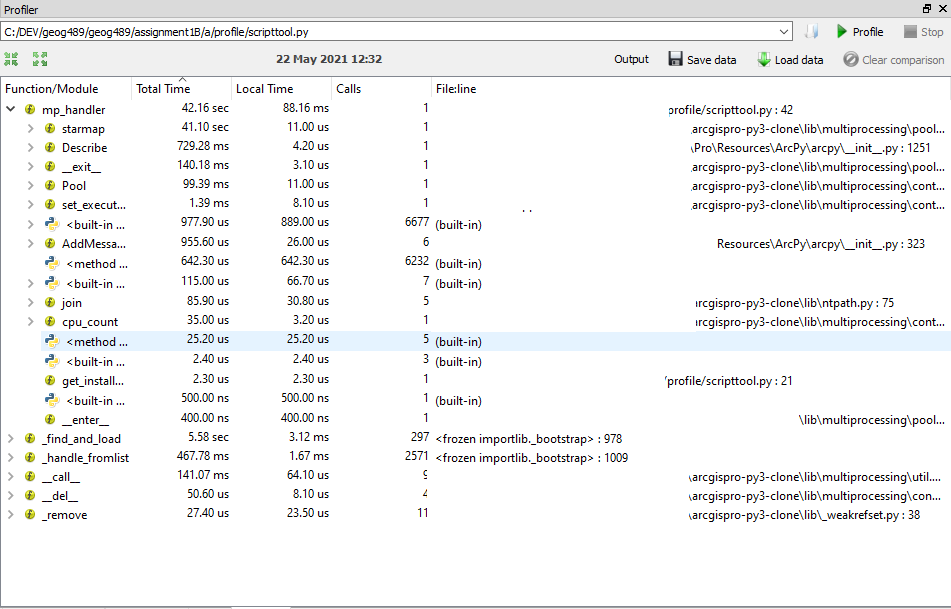 Profiler
C:/DEV/geog489/geog489/assignment1B/a/profile/scripttool.py Profile Stop
22 May 2021 12:32 Output Save data Load data Clear comparison
Function/Module Total Time Local Time Calls File:line
mp_handler 42.16 sec 88.16 ms 1 profile/scripttool.py : 42
starmap 41.10 sec 11.00 us 1 .arcgispro-py3-clone\lib\multiprocessing\pool...
Describe 729.28 ms 4.20 us 1 \Pro\Resources\ArcPy\arcpy\__init__.py : 1251
__exit__ 140.18 ms 3.10 us 1 .arcgispro-py3-clone\lib\multiprocessing\pool...
Pool 99.39 ms 11.00 us 1 .arcgispro-py3-clone\lib\multiprocessing\cont...
set_execut... 1.39 ms 8.10 us 1 .arcgispro-py3-clone\lib\multiprocessing\cont...
<built-in ... 977.90 us 889.00 us 6677 (built-in)
AddMessa... 955.60 us 26.00 us 6 Resources\ArcPy\arcpy\__init__.py : 323
<method ... 642.30 us 642.30 us 6232 (built-in)
<built-in ... 115.00 us 66.70 us 7 (built-in)
join 85.90 us 30.80 us 5 arcgispro-py3-clone\lib\ntpath.py : 75
cpu_count 35.00 us 3.20 us 1 arcgispro-py3-clone\lib\multiprocessing\cont...
<method ... 25.20 us 25.20 us 5 (built-in)
<built-in ... 2.40 us 2.40 us 3 (built-in)
get_install... 2.30 us 2.30 us 1 /profile/scripttool.py : 21
<built-in ... 500.00 ns 500.00 ns 1 (built-in)
__enter__ 400.00 ns 400.00 ns 1 \lib\multiprocessing\pool...
_find_and_load 5.58 sec 3.12 ms 297 <frozen importlib._bootstrap> : 978
_handle_fromlist 467.78 ms 1.67 ms 2571 <frozen importlib._bootstrap> : 1009
__call__ 141.07 ms 64.10 us 9 \arcgispro-py3-clone\lib\multiprocessing\util....
__del__ 50.60 us 8.10 us 4 \arcgispro-py3-clone\lib\multiprocessing\con...
_remove 27.40 us 23.50 us 11 \arcgispro-py3-clone\lib\_weakrefset.py : 38